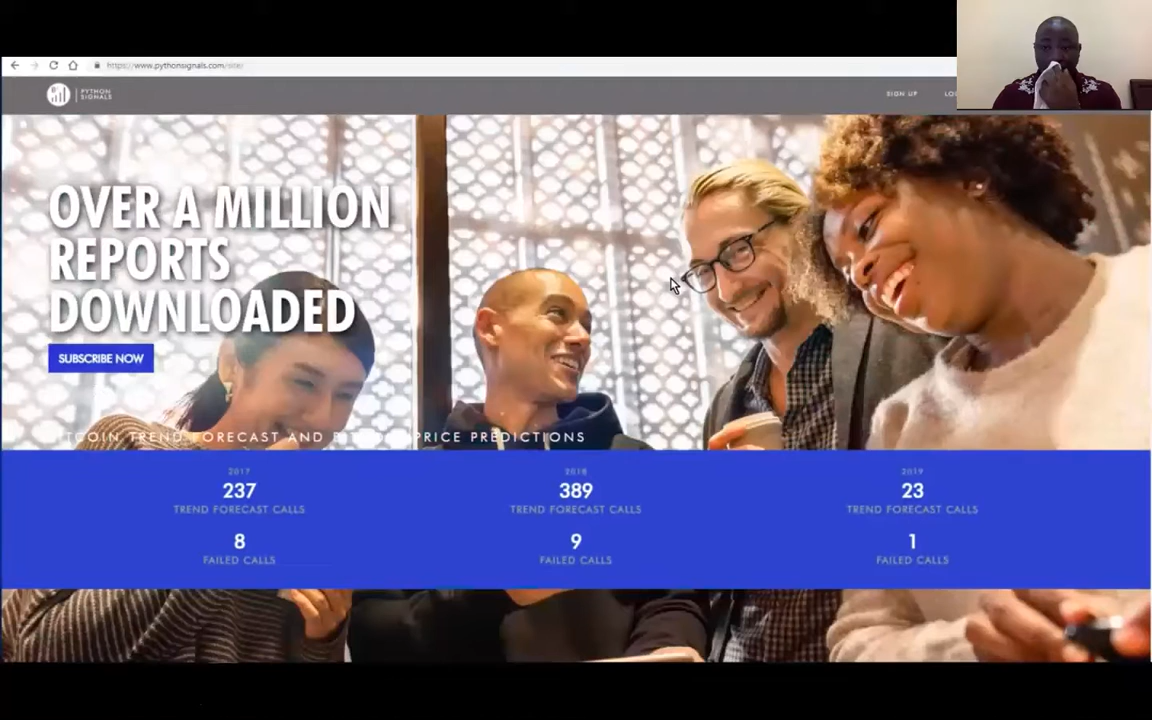 https://www.pythonsignals.com/site/
PYTHON
SIGNALS
SIGN UP
OVER A MILLION
REPORTS
DOWNLOADED
SUBSCRIBE NOW
TREND FORECAST AND PRICE PREDICTIONS
2017
2018
2019
237
389
23
TREND FORECAST CALLS
TREND FORECAST CALLS
TREND FORECAST CALLS
8
9
1
FAILED CALLS
FAILED CALLS
FAILED CALLS